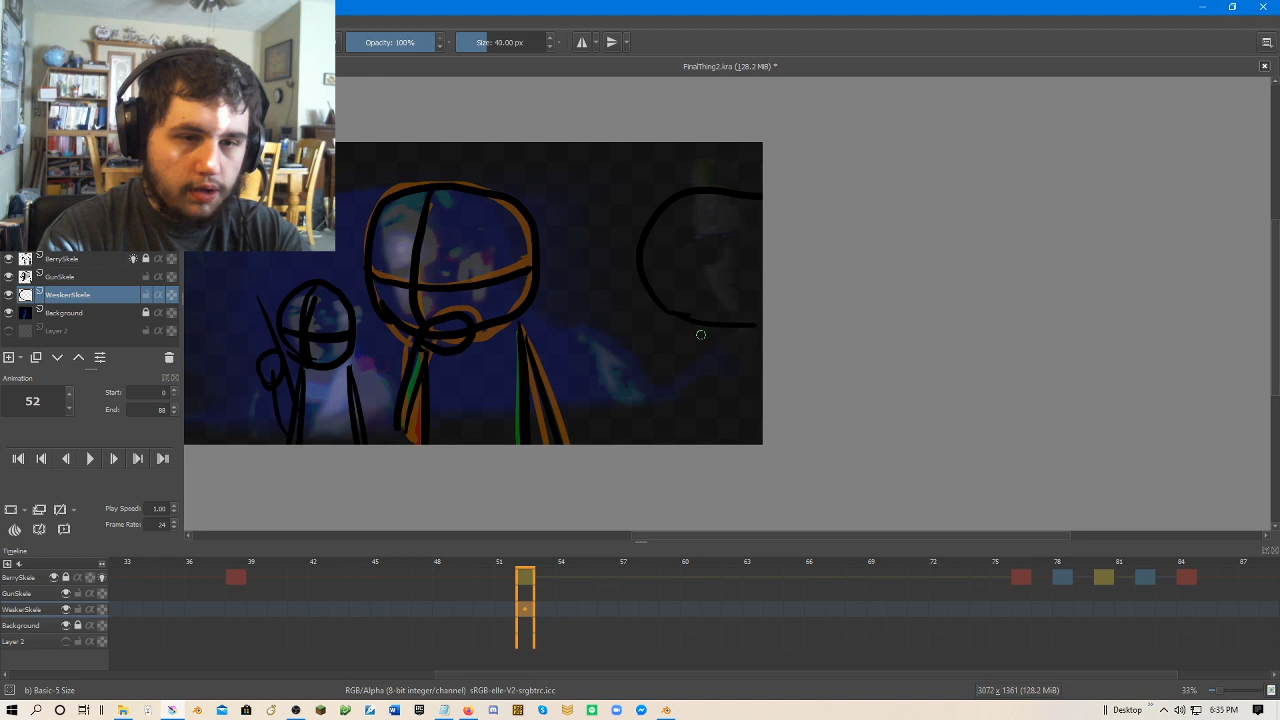 Opacity: 100%
Size: 40.00 px
FinalThing2.kra (128.2 MiB) *
BerrySkele
GunSkele
WeskerSkele
Background
Layer 2
Animation
52
Start: 0
End: 88
Play Speed: 1.00
Frame Rate: 24
Timeline
33 36 39 42 45 48 51 54 57 60 63 66 69 72 75 78 81 84 87
BerrySkele
GunSkele
WeskerSkele
Background
Layer 2
b) Basic-5 Size
RGB/Alpha (8-bit integer/channel) sRGB-elle-V2-srgbtrc.icc
3072 x 1361 (128.2 MiB)
33%
Desktop
6:35 PM